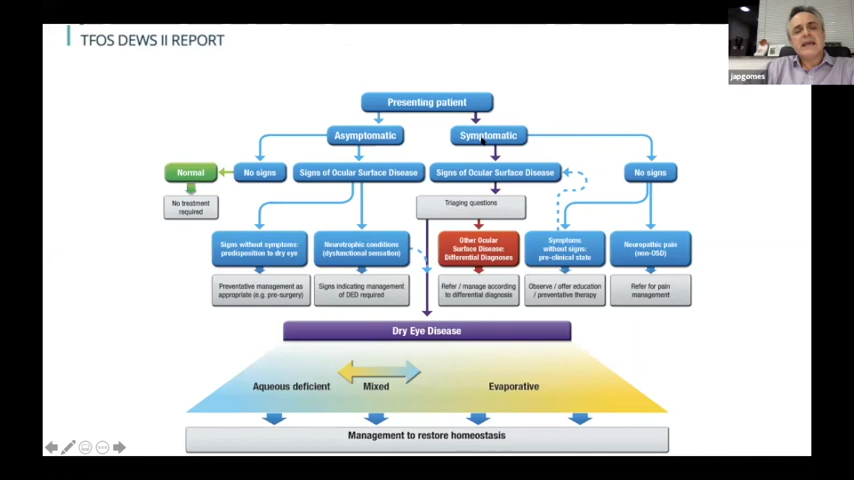 TFOS DEWS II REPORT
japgomes
Presenting patient
Asymptomatic
Symptomatic
Normal
No signs
Signs of Ocular Surface Disease
Signs of Ocular Surface Disease
No signs
No treatment
required
Triaging questions
Signs without symptoms:
predisposition to dry eye
Neurotrophic conditions
(dysfunctional sensation)
Other Ocular
Surface Disease:
Differential Diagnoses
Symptoms
without signs:
pre-clinical state
Neuropathic pain
(non-OSD)
Preventative management as
appropriate (e.g. pre-surgery)
Signs indicating management
of DED required
Refer / manage according
to differential diagnosis
Observe / offer education
/ preventative therapy
Refer for pain
management
Dry Eye Disease
Aqueous deficient
Mixed
Evaporative
Management to restore homeostasis